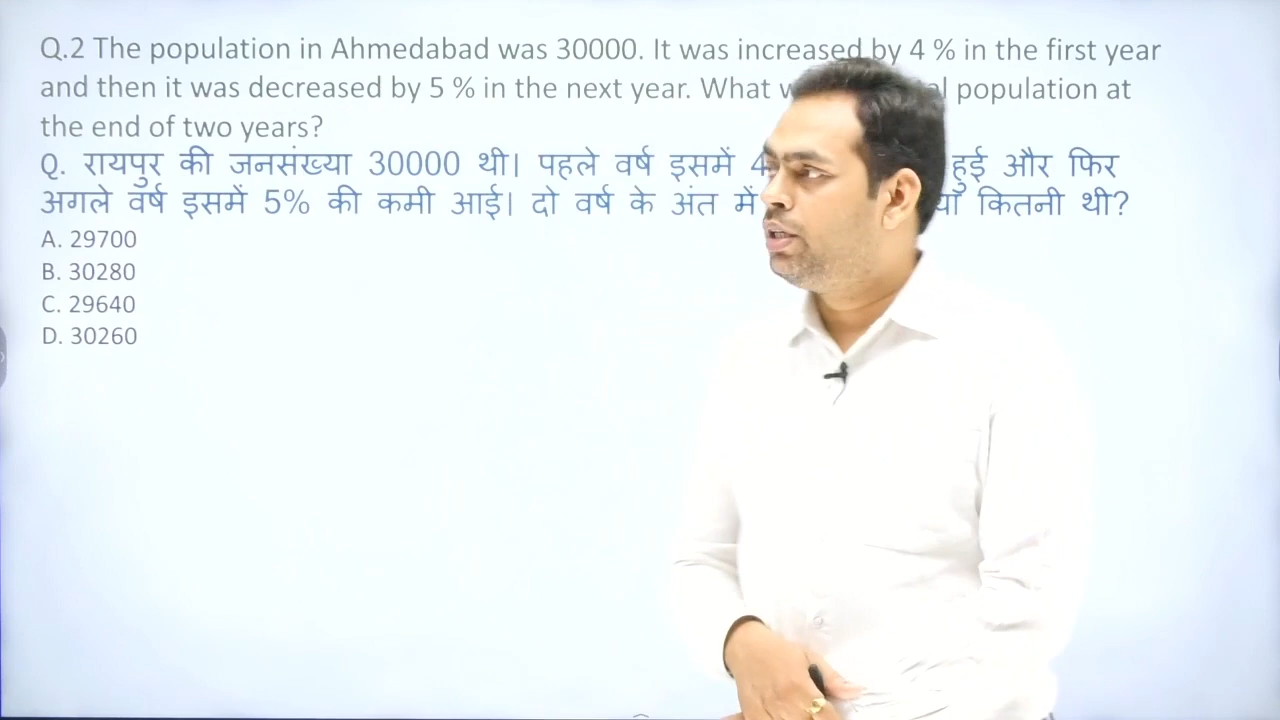 Q.2 The population in Ahmedabad was 30000. It was increased by 4 % in the first year
and then it was decreased by 5 % in the next year. What population at
the end of two years?
Q. रायपुर की जनसंख्या 30000 थी। पहले वर्ष इसमें 4 हुई और फिर
अगले वर्ष इसमें 5% की कमी आई। दो वर्ष के अंत में कितनी थी?
A. 29700
B. 30280
C. 29640
D. 30260